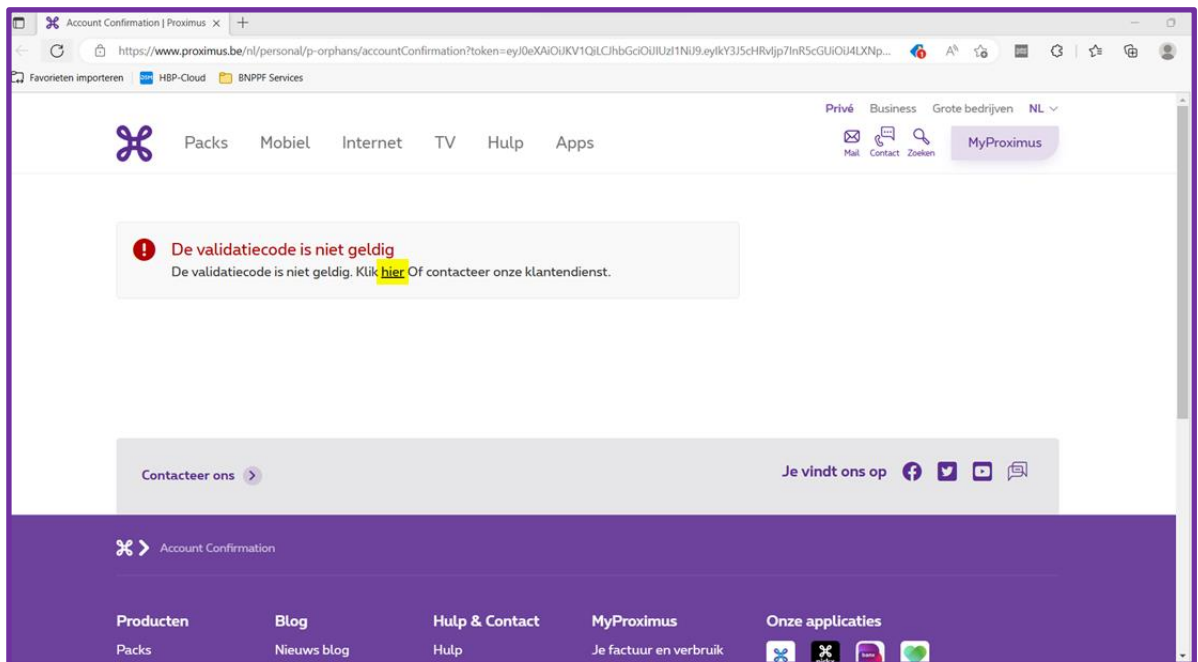 Account Confirmation | Proximus
https://www.proximus.be/nl/personal/p-orphans/accountConfirmation?token=
Favorieten importeren HBP-Cloud BNPPF Services
Privé Business Grote bedrijven NL
Packs Mobiel Internet TV Hulp Apps
Mail Contact Zoeken MyProximus
De validatiecode is niet geldig
De validatiecode is niet geldig. Klik hier Of contacteer onze klantendienst.
Contacteer ons Je vindt ons op
Account Confirmation
Producten Blog Hulp & Contact MyProximus Onze applicaties
Packs Nieuws blog Hulp Je factuur en verbruik